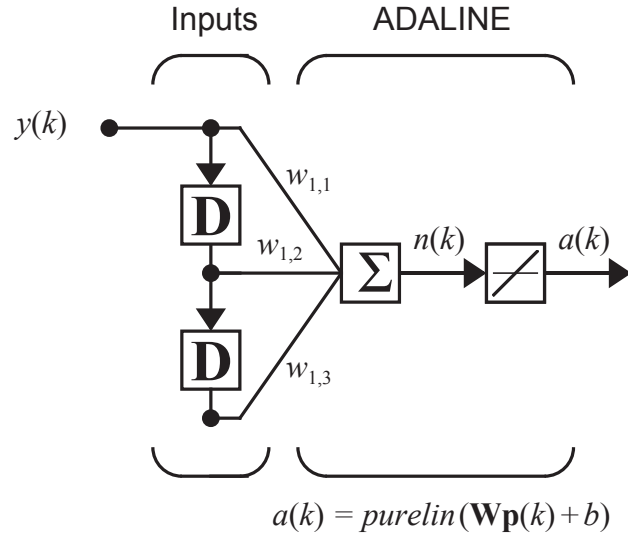 Inputs ADALINE
y(k)
w1,1
D
w1,2
n(k) a(k)
Σ
D
w1,3
a(k) = purelin(Wp(k) + b)